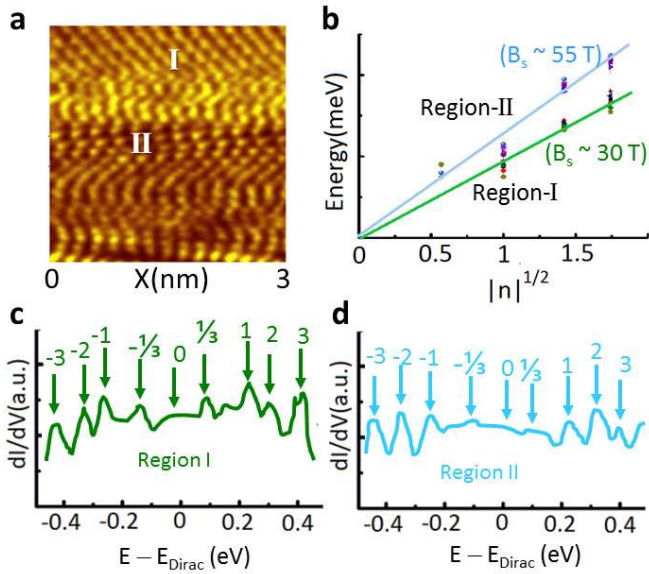 a
I
II
0
X(nm)
3
b
Energy(meV)
(Bₛ ~ 55 T)
Region-II
(Bₛ ~ 30 T)
Region-I
0 0.5 1.0 1.5
|n|¹/²
c
dI/dV(a.u.)
-3 -2 -1 -⅓ 0 ⅓ 1 2 3
Region I
-0.4 -0.2 0 0.2 0.4
E – E_Dirac (eV)
d
dI/dV(a.u.)
-3 -2 -1 -⅓ 0 ⅓ 1 2 3
Region II
-0.4 -0.2 0 0.2 0.4
E – E_Dirac (eV)